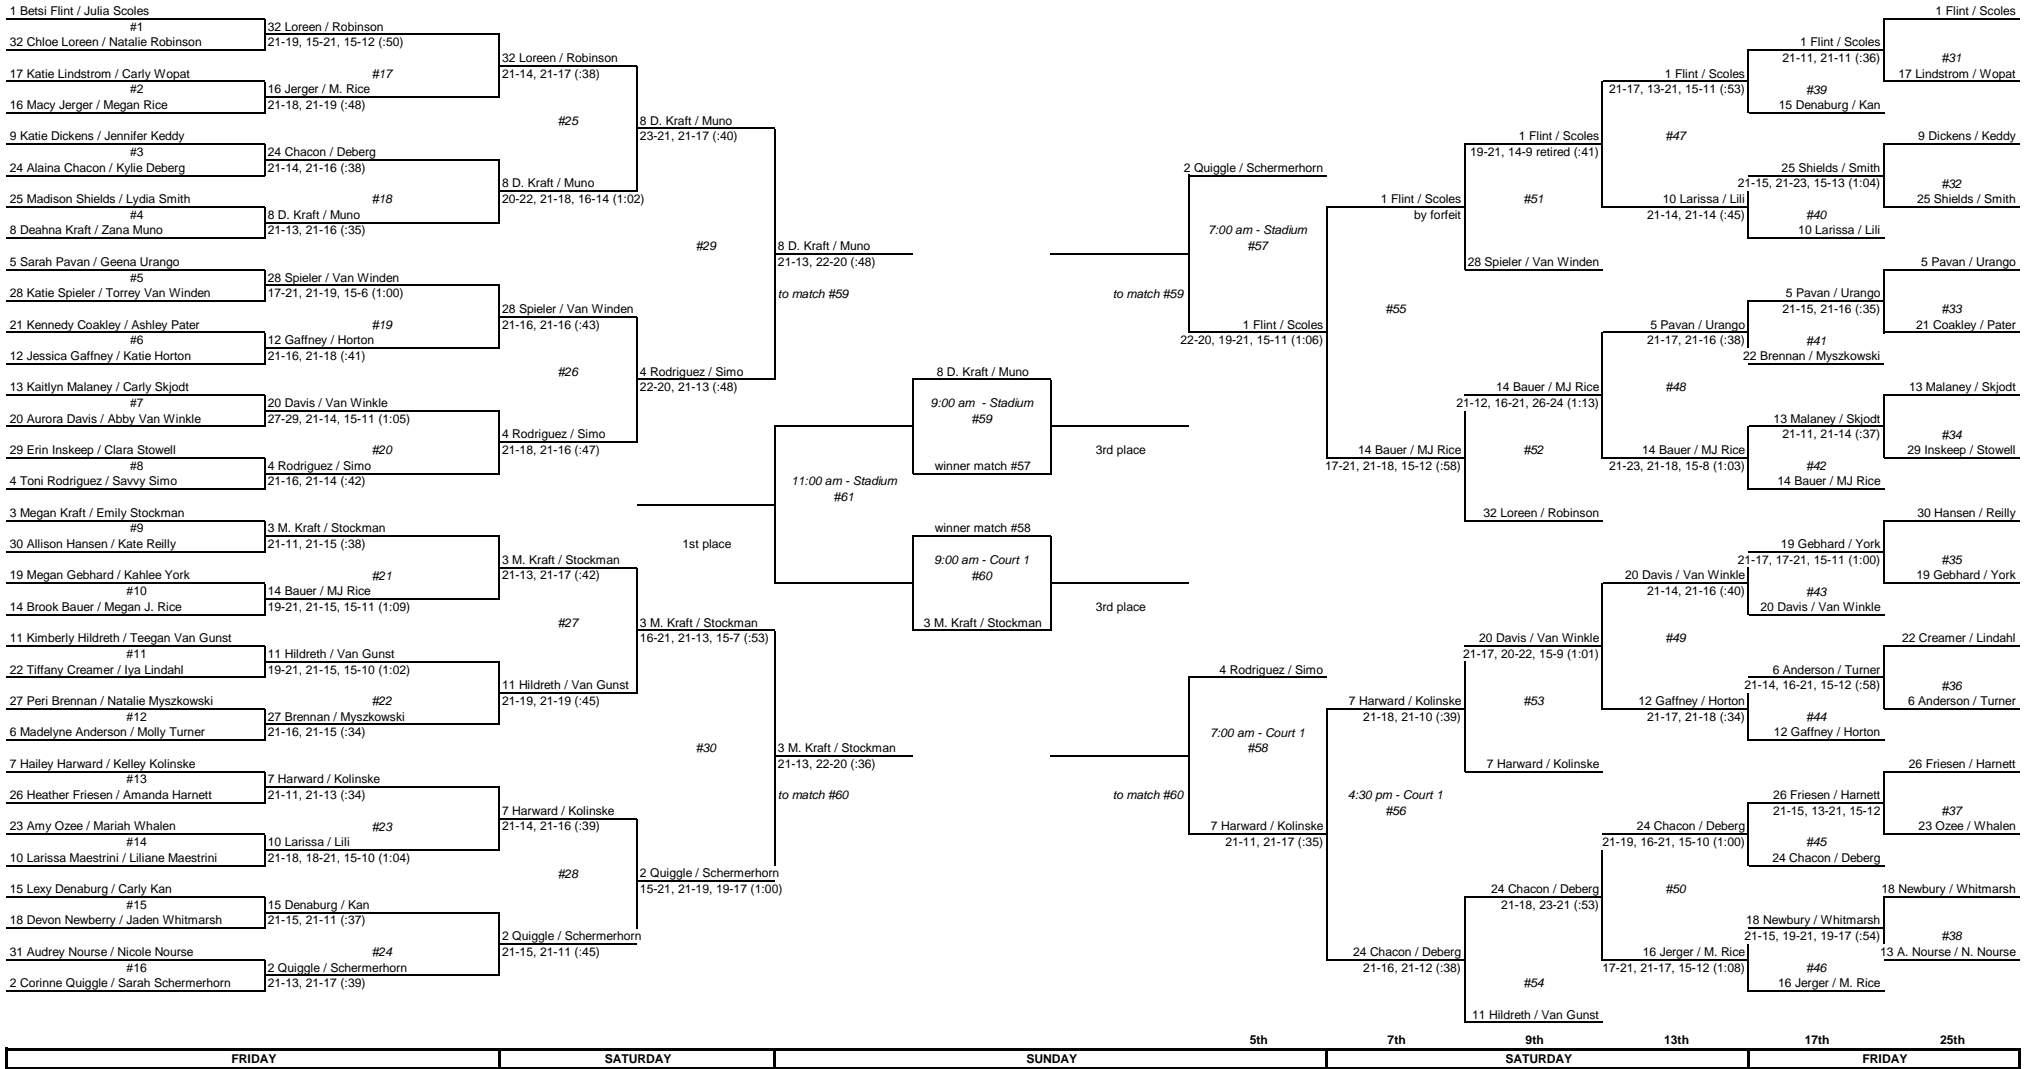 1 Betsi Flint / Julia Scoles
#1
32 Chloe Loreen / Natalie Robinson
17 Katie Lindstrom / Carly Wopat
#2
16 Macy Jerger / Megan Rice
9 Katie Dickens / Jennifer Keddy
#3
24 Alaina Chacon / Kylie Deberg
25 Madison Shields / Lydia Smith
#4
8 Deahna Kraft / Zana Muno
5 Sarah Pavan / Geena Urango
#5
28 Katie Spieler / Torrey Van Winden
21 Kennedy Coakley / Ashley Pater
#6
12 Jessica Gaffney / Katie Horton
13 Kaitlyn Malaney / Carly Skjodt
#7
20 Aurora Davis / Abby Van Winkle
29 Erin Inskeep / Clara Stowell
#8
4 Toni Rodriguez / Savvy Simo
3 Megan Kraft / Emily Stockman
#9
30 Allison Hansen / Kate Reilly
19 Megan Gebhard / Kahlee York
#10
14 Brook Bauer / Megan J. Rice
11 Kimberly Hildreth / Teegan Van Gunst
#11
22 Tiffany Creamer / Iya Lindahl
27 Peri Brennan / Natalie Myszkowski
#12
6 Madelyne Anderson / Molly Turner
7 Hailey Harward / Kelley Kolinske
#13
26 Heather Friesen / Amanda Harnett
23 Amy Ozee / Mariah Whalen
#14
10 Larissa Maestrini / Liliane Maestrini
15 Lexy Denaburg / Carly Kan
#15
18 Devon Newberry / Jaden Whitmarsh
31 Audrey Nourse / Nicole Nourse
#16
2 Corinne Quiggle / Sarah Schermerhorn
32 Loreen / Robinson
21-19, 15-21, 15-12 (:50)
#17
16 Jerger / M. Rice
21-18, 21-19 (:48)
24 Chacon / Deberg
21-14, 21-16 (:38)
#18
8 D. Kraft / Muno
21-13, 21-16 (:35)
28 Spieler / Van Winden
17-21, 21-19, 15-6 (1:00)
#19
12 Gaffney / Horton
21-16, 21-18 (:41)
20 Davis / Van Winkle
27-29, 21-14, 15-11 (1:05)
#20
4 Rodriguez / Simo
21-16, 21-14 (:42)
3 M. Kraft / Stockman
21-11, 21-15 (:38)
#21
14 Bauer / MJ Rice
19-21, 21-15, 15-11 (1:09)
11 Hildreth / Van Gunst
19-21, 21-15, 15-10 (1:02)
#22
27 Brennan / Myszkowski
21-16, 21-15 (:34)
7 Harward / Kolinske
21-11, 21-13 (:34)
#23
10 Larissa / Lili
21-18, 18-21, 15-10 (1:04)
15 Denaburg / Kan
21-15, 21-11 (:37)
#24
2 Quiggle / Schermerhorn
21-13, 21-17 (:39)
32 Loreen / Robinson
21-14, 21-17 (:38)
#25
8 D. Kraft / Muno
20-22, 21-18, 16-14 (1:02)
28 Spieler / Van Winden
21-16, 21-16 (:43)
#26
4 Rodriguez / Simo
21-18, 21-16 (:47)
3 M. Kraft / Stockman
21-13, 21-17 (:42)
#27
11 Hildreth / Van Gunst
21-19, 21-19 (:45)
7 Harward / Kolinske
21-14, 21-16 (:39)
#28
2 Quiggle / Schermerhorn
21-15, 21-11 (:45)
8 D. Kraft / Muno
23-21, 21-17 (:40)
#29
4 Rodriguez / Simo
22-20, 21-13 (:48)
1st place
3 M. Kraft / Stockman
16-21, 21-13, 15-7 (:53)
#30
2 Quiggle / Schermerhorn
15-21, 21-19, 19-17 (1:00)
8 D. Kraft / Muno
21-13, 22-20 (:48)
to match #59
11:00 am - Stadium
#61
3 M. Kraft / Stockman
21-13, 22-20 (:36)
to match #60
8 D. Kraft / Muno
9:00 am - Stadium
#59
winner match #57
winner match #58
9:00 am - Court 1
#60
3 M. Kraft / Stockman
to match #59
3rd place
3rd place
to match #60
2 Quiggle / Schermerhorn
7:00 am - Stadium
#57
1 Flint / Scoles
22-20, 19-21, 15-11 (1:06)
4 Rodriguez / Simo
7:00 am - Court 1
#58
7 Harward / Kolinske
21-11, 21-17 (:35)
1 Flint / Scoles
by forfeit
#55
14 Bauer / MJ Rice
17-21, 21-18, 15-12 (:58)
7 Harward / Kolinske
21-18, 21-10 (:39)
4:30 pm - Court 1
#56
24 Chacon / Deberg
21-16, 21-12 (:38)
1 Flint / Scoles
19-21, 14-9 retired (:41)
#51
28 Spieler / Van Winden
14 Bauer / MJ Rice
21-12, 16-21, 26-24 (1:13)
#52
32 Loreen / Robinson
20 Davis / Van Winkle
21-17, 20-22, 15-9 (1:01)
#53
7 Harward / Kolinske
24 Chacon / Deberg
21-18, 23-21 (:53)
#54
11 Hildreth / Van Gunst
1 Flint / Scoles
21-17, 13-21, 15-11 (:53)
#47
10 Larissa / Lili
21-14, 21-14 (:45)
5 Pavan / Urango
21-17, 21-16 (:38)
#48
14 Bauer / MJ Rice
21-23, 21-18, 15-8 (1:03)
20 Davis / Van Winkle
21-14, 21-16 (:40)
#49
12 Gaffney / Horton
21-17, 21-18 (:34)
24 Chacon / Deberg
21-19, 16-21, 15-10 (1:00)
#50
16 Jerger / M. Rice
17-21, 21-17, 15-12 (1:08)
1 Flint / Scoles
21-11, 21-11 (:36)
#39
15 Denaburg / Kan
25 Shields / Smith
21-15, 21-23, 15-13 (1:04)
#40
10 Larissa / Lili
5 Pavan / Urango
21-15, 21-16 (:35)
#41
22 Brennan / Myszkowski
13 Malaney / Skjodt
21-11, 21-14 (:37)
#42
14 Bauer / MJ Rice
19 Gebhard / York
21-17, 17-21, 15-11 (1:00)
#43
20 Davis / Van Winkle
6 Anderson / Turner
21-14, 16-21, 15-12 (:58)
#44
12 Gaffney / Horton
26 Friesen / Harnett
21-15, 13-21, 15-12
#45
24 Chacon / Deberg
18 Newbury / Whitmarsh
21-15, 19-21, 19-17 (:54)
#46
16 Jerger / M. Rice
1 Flint / Scoles
#31
17 Lindstrom / Wopat
9 Dickens / Keddy
#32
25 Shields / Smith
5 Pavan / Urango
#33
21 Coakley / Pater
13 Malaney / Skjodt
#34
29 Inskeep / Stowell
30 Hansen / Reilly
#35
19 Gebhard / York
22 Creamer / Lindahl
#36
6 Anderson / Turner
26 Friesen / Harnett
#37
23 Ozee / Whalen
18 Newbury / Whitmarsh
#38
13 A. Nourse / N. Nourse
5th 7th 9th 13th 17th 25th
FRIDAY SATURDAY SUNDAY SATURDAY FRIDAY